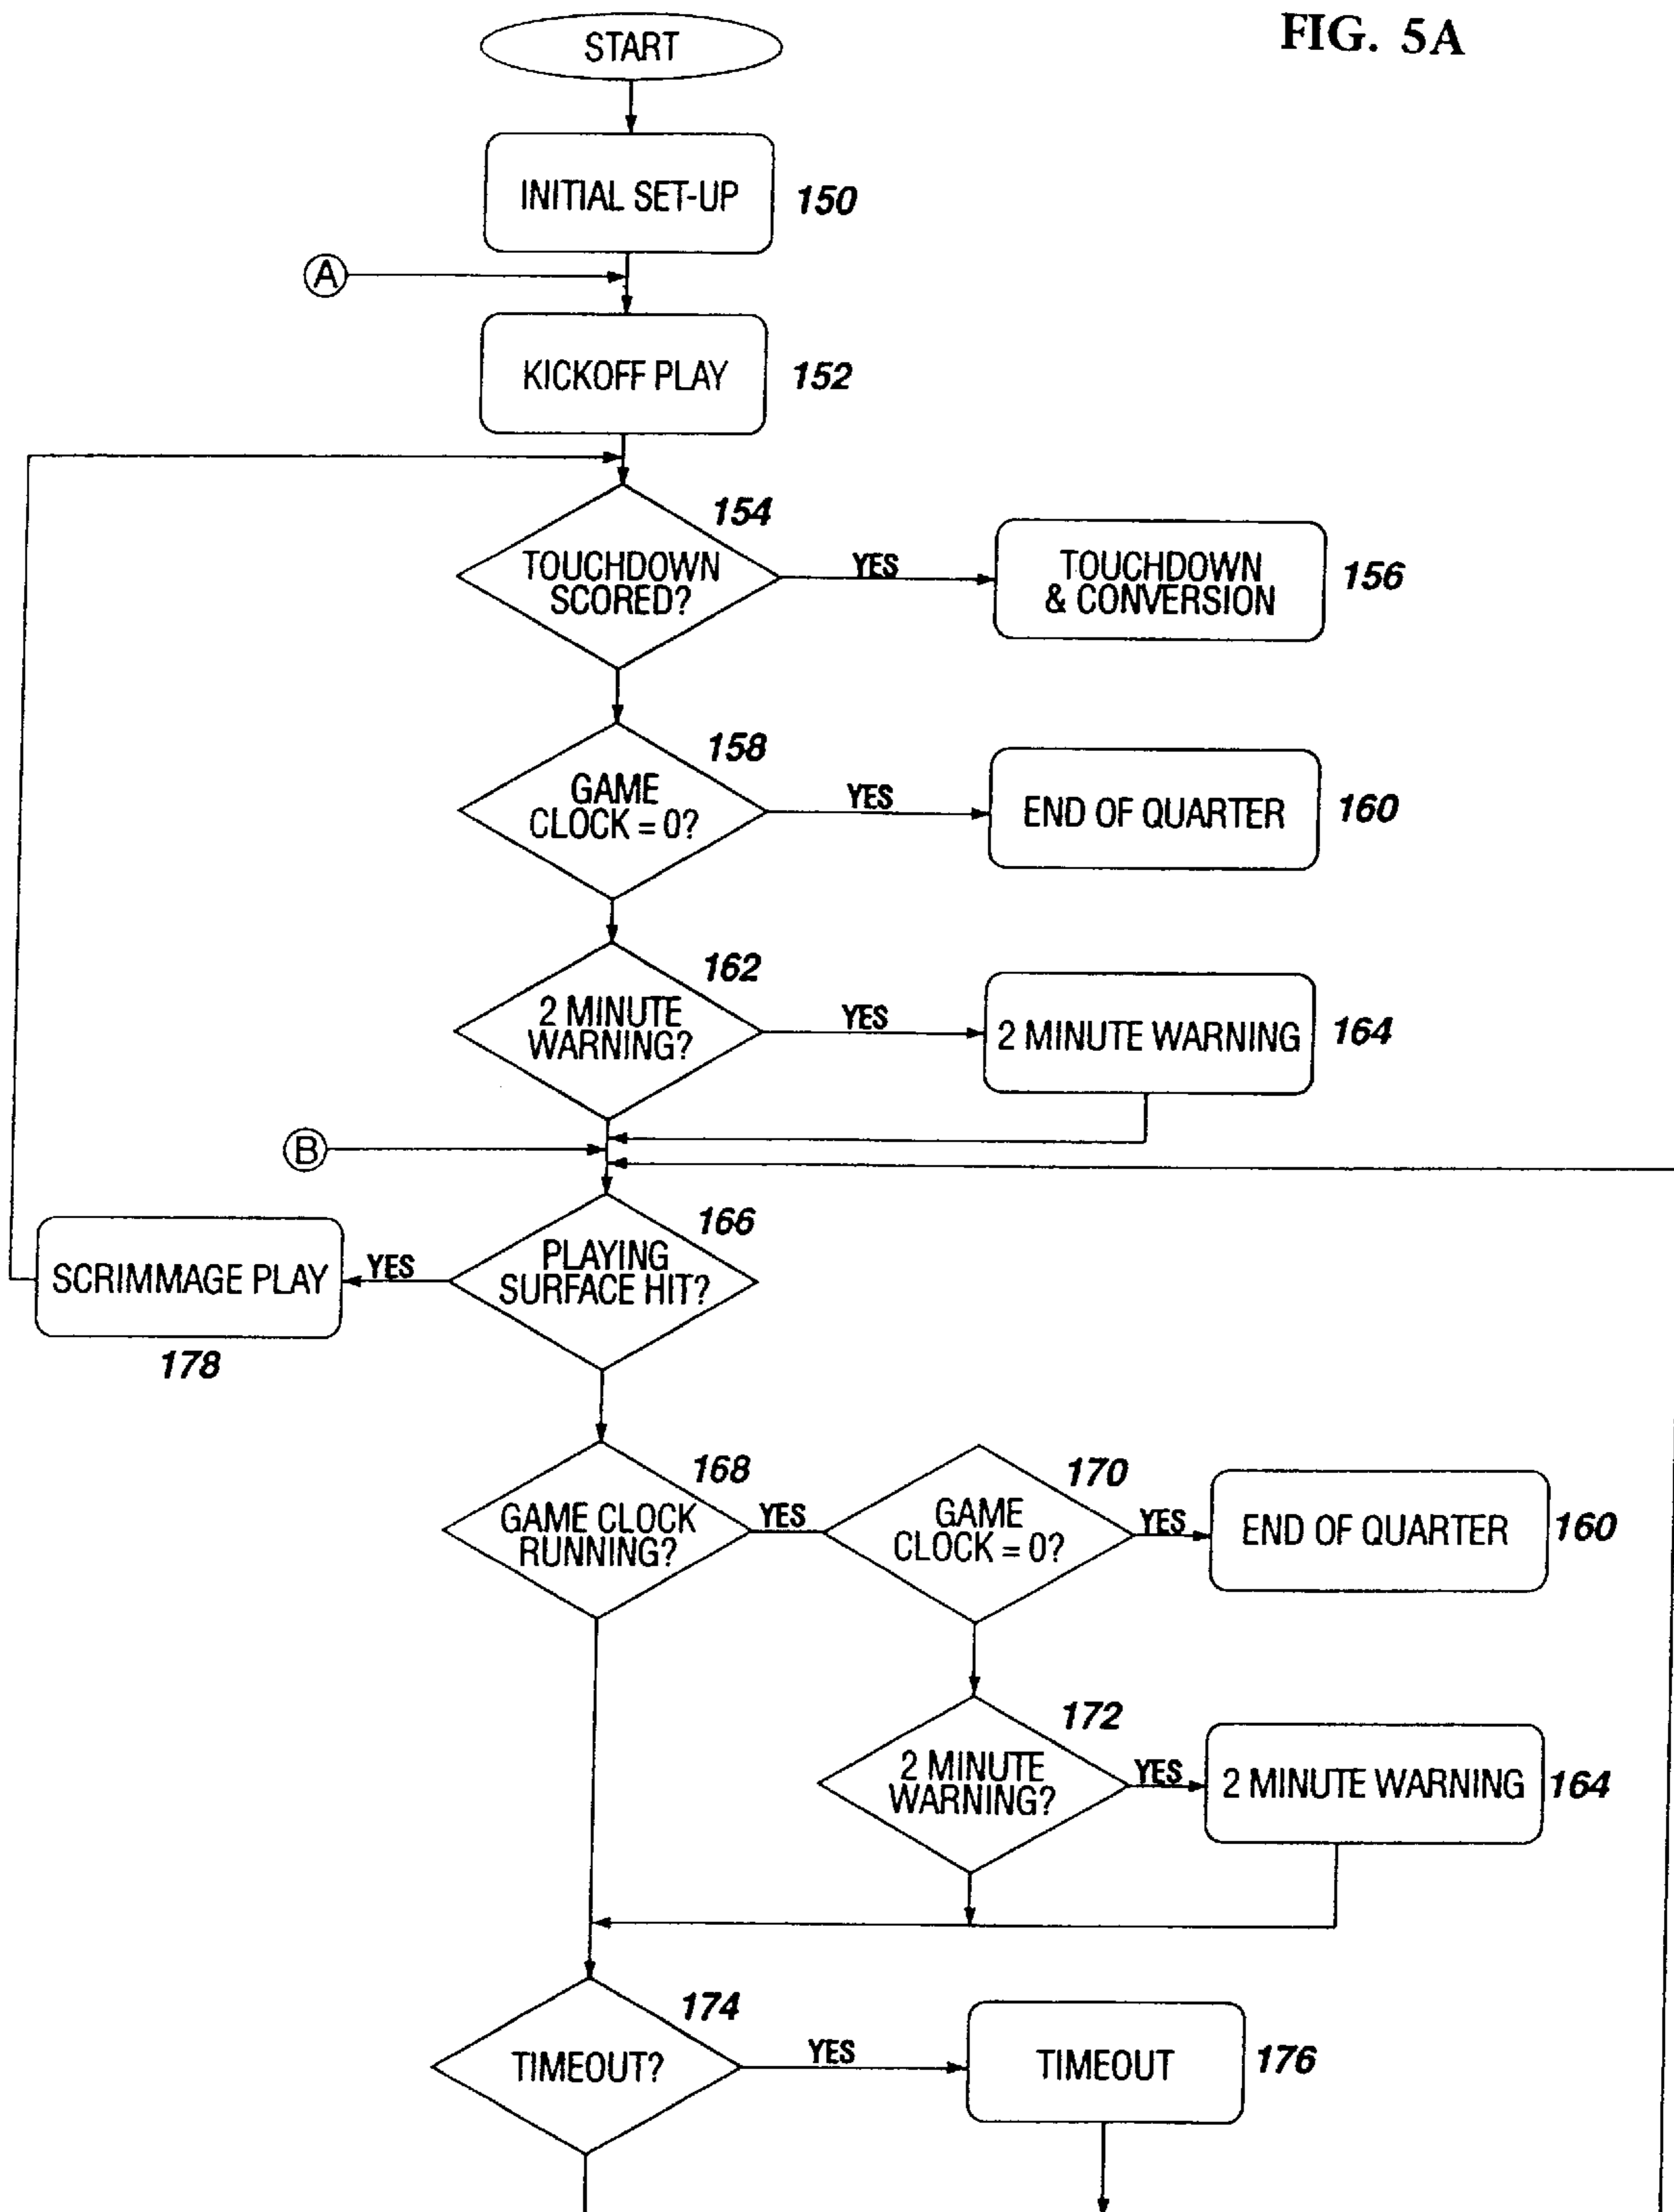 FIG. 5A
START
INITIAL SET-UP
150
A
KICKOFF PLAY
152
154
TOUCHDOWN
SCORED?
YES
TOUCHDOWN
& CONVERSION
156
158
GAME
CLOCK = 0?
YES
END OF QUARTER
160
162
2 MINUTE
WARNING?
YES
2 MINUTE WARNING
164
B
166
PLAYING
SURFACE HIT?
YES
SCRIMMAGE PLAY
178
168
GAME CLOCK
RUNNING?
YES
170
GAME
CLOCK = 0?
YES
END OF QUARTER
160
172
2 MINUTE
WARNING?
YES
2 MINUTE WARNING
164
174
TIMEOUT?
YES
TIMEOUT
176